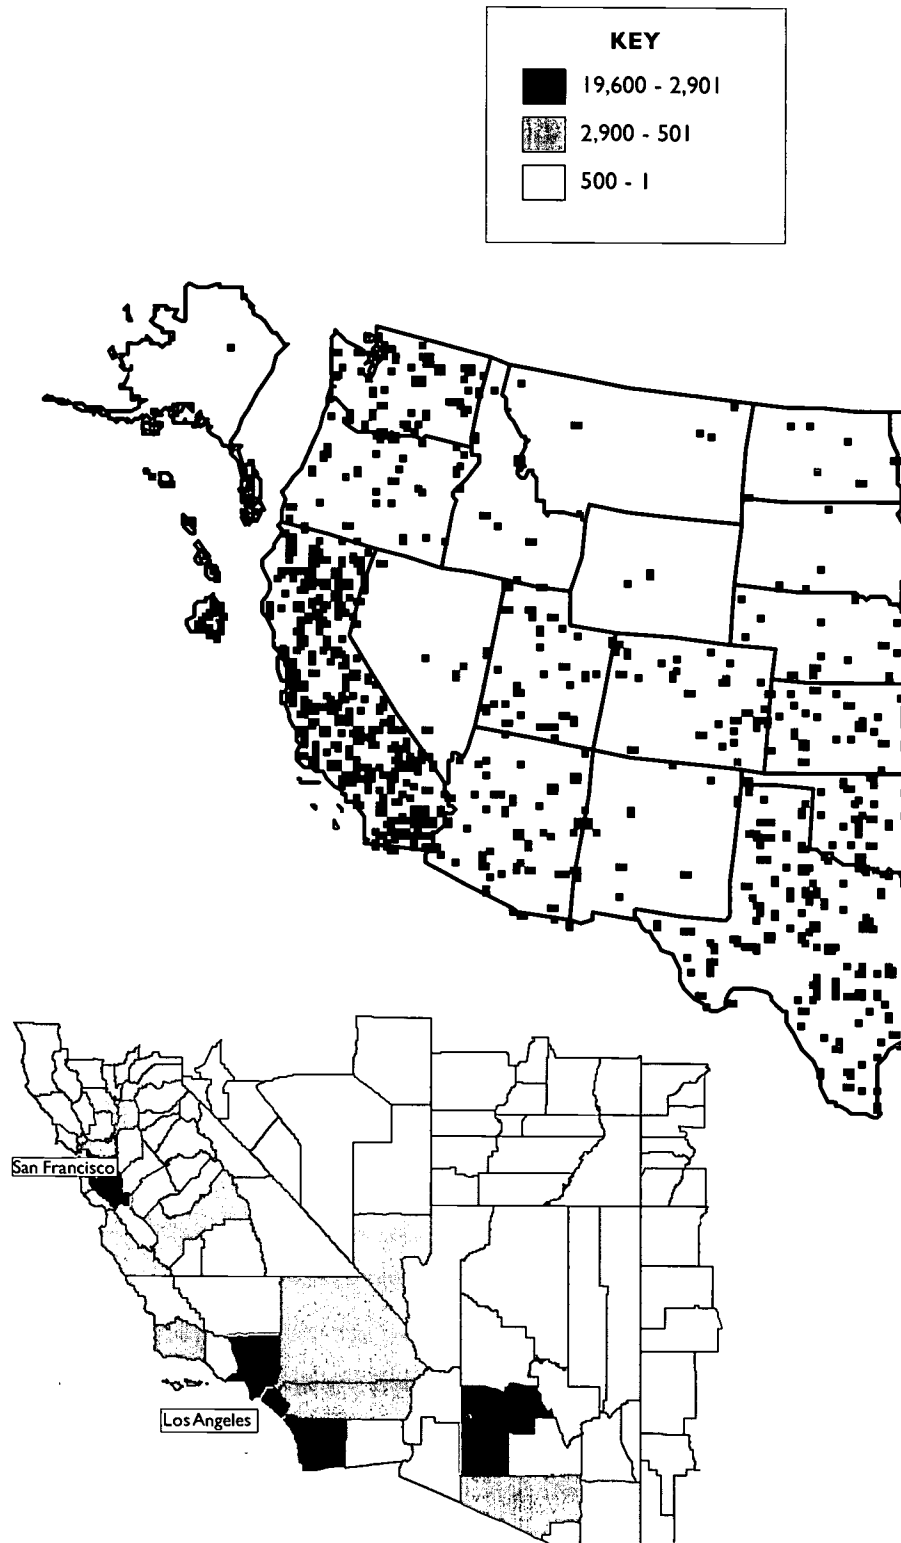 KEY
19,600 - 2,901
2,900 - 501
500 - 1
San Francisco
Los Angeles